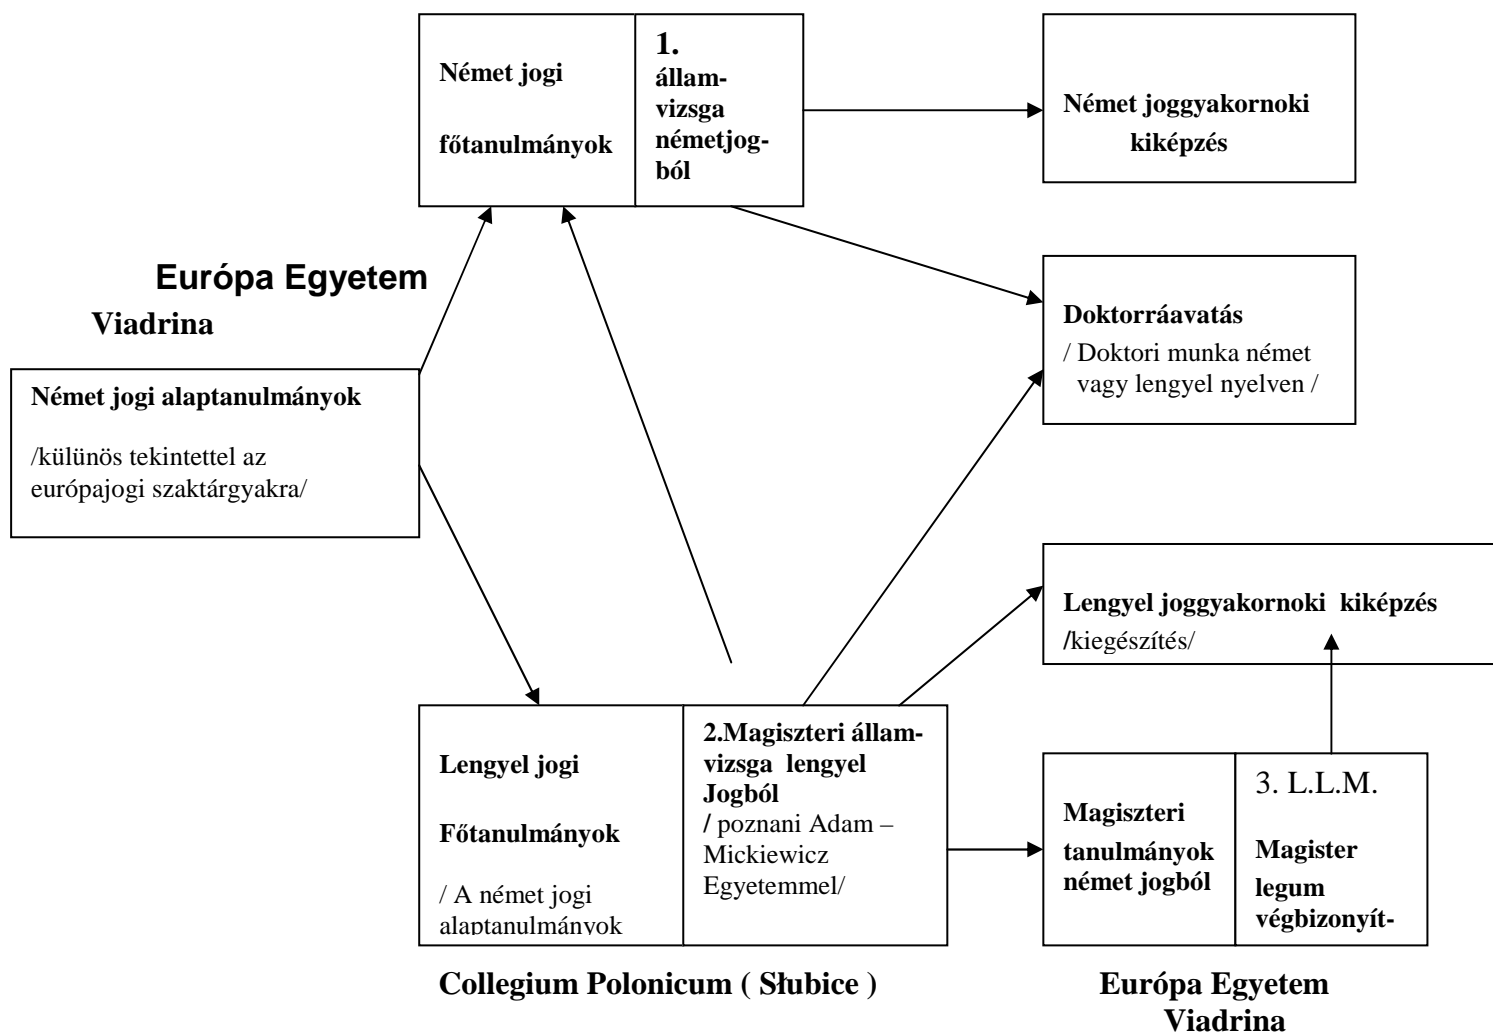 Német jogi
főtanulmányok
1.
állam-
vizsga
németjog-
ból
Német joggyakornoki
kiképzés
Európa Egyetem
Viadrina
Doktorráavatás
/ Doktori munka német
vagy lengyel nyelven /
Német jogi alaptanulmányok
/külünös tekintettel az
európajogi szaktárgyakra/
Lengyel joggyakornoki kiképzés
/kiegészítés/
Lengyel jogi
Főtanulmányok
/ A német jogi
alaptanulmányok
2.Magiszteri állam-
vizsga lengyel
Jogból
/ poznani Adam –
Mickiewicz
Egyetemmel/
Magiszteri
tanulmányok
német jogból
3. L.L.M.
Magister
legum
végbizonyít-
Collegium Polonicum ( Słubice )
Európa Egyetem
Viadrina